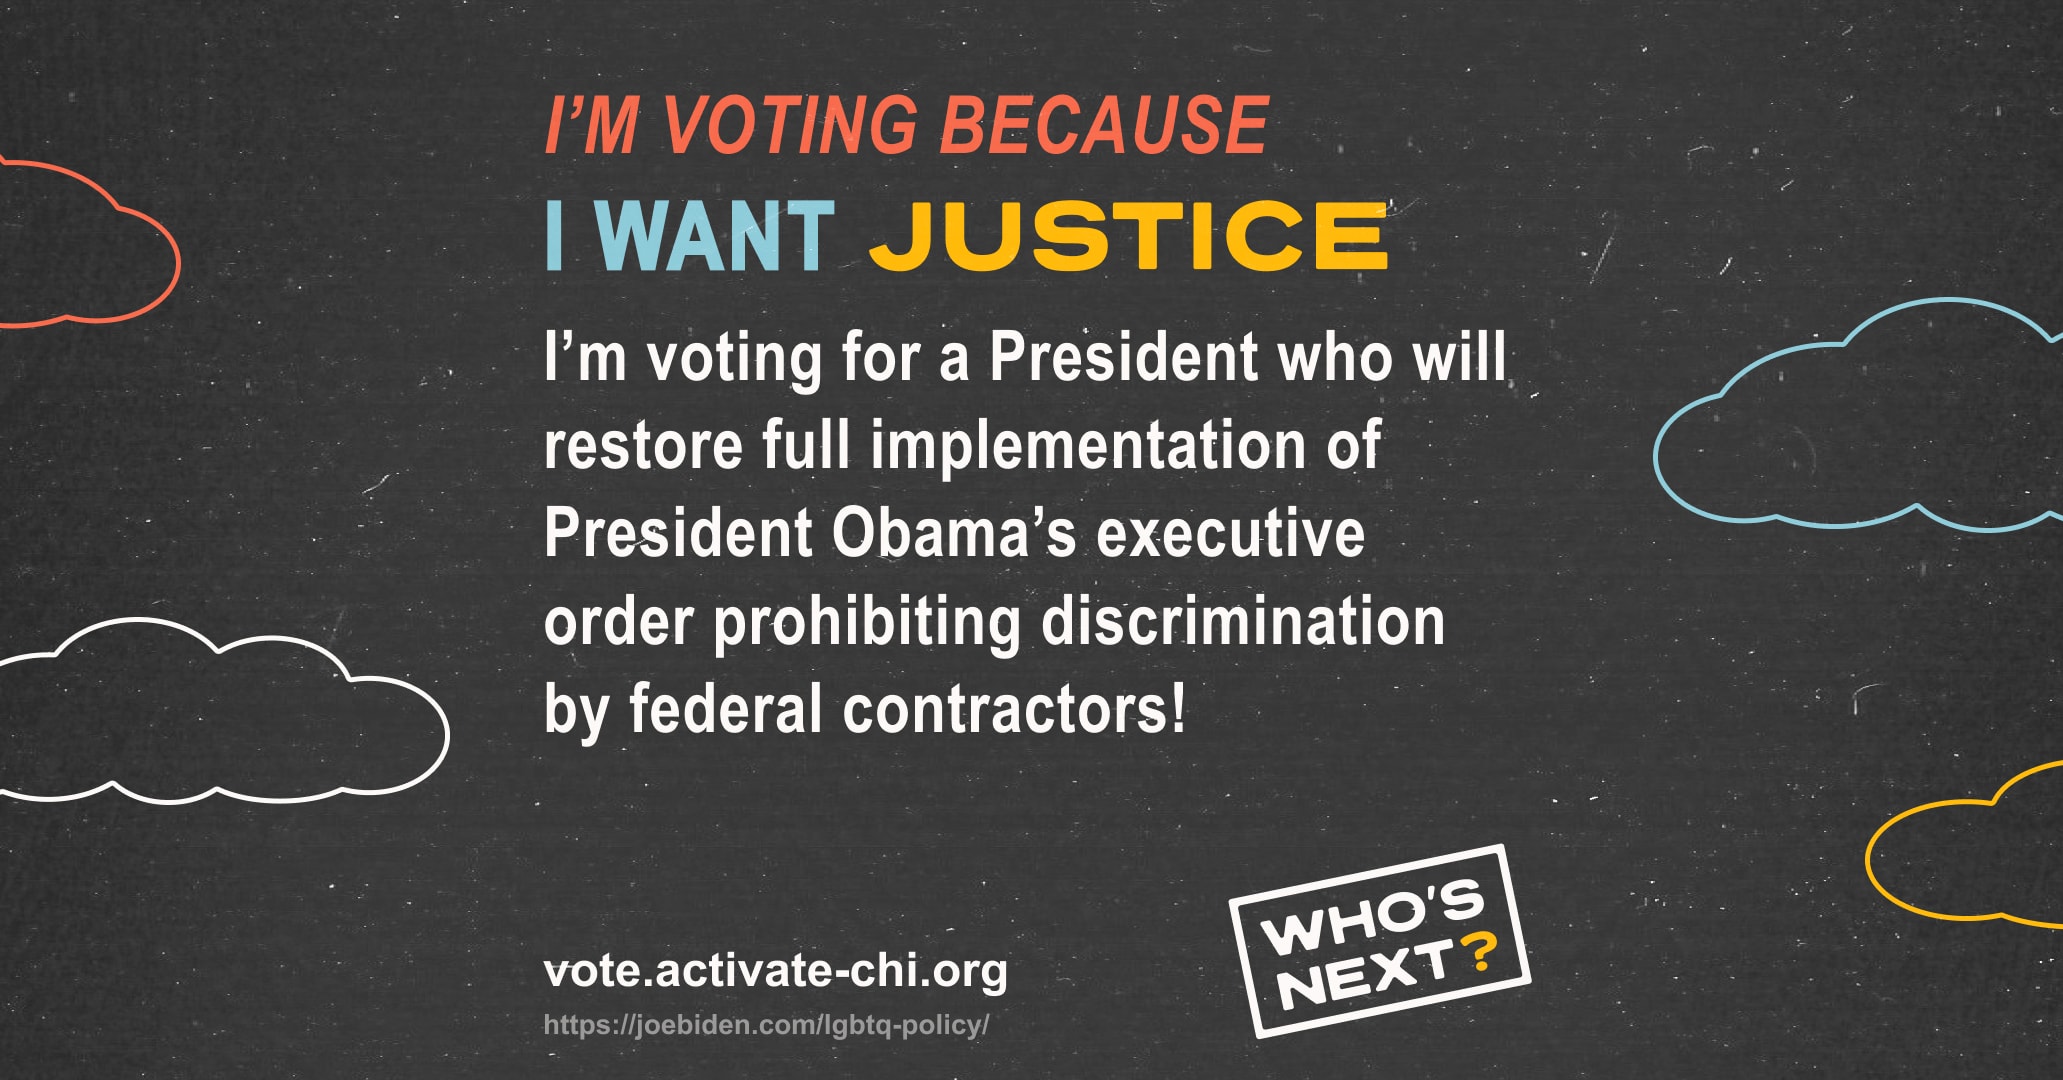 I'M VOTING BECAUSE
I WANT JUSTICE
I'm voting for a President who will
restore full implementation of
President Obama's executive
order prohibiting discrimination
by federal contractors!
WHO'S
NEXT?
vote.activate-chi.org
https://joebiden.com/lgbtq-policy/